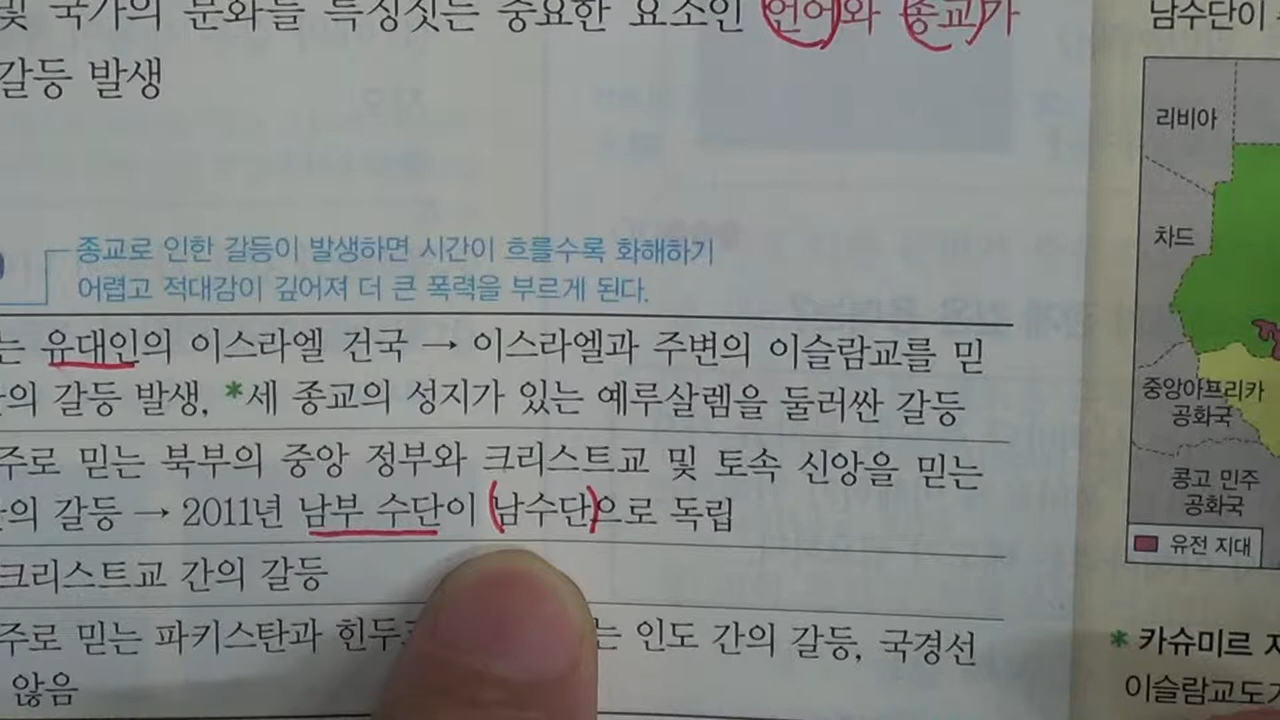 및 국가의 문화를 특징짓는 중요한 요소인 언어와 종교가
갈등 발생
종교로 인한 갈등이 발생하면 시간이 흐를수록 화해하기
어렵고 적대감이 깊어져 더 큰 폭력을 부르게 된다.
는 유대인의 이스라엘 건국 → 이스라엘과 주변의 이슬람교를 믿
의 갈등 발생, *세 종교의 성지가 있는 예루살렘을 둘러싼 갈등
주로 믿는 북부의 중앙 정부와 크리스트교 및 토속 신앙을 믿는
의 갈등 → 2011년 남부 수단이 (남수단)으로 독립
크리스트교 간의 갈등
주로 믿는 파키스탄과 힌두 는 인도 간의 갈등, 국경선
않음
남수단이
리비아
차드
중앙아프리카
공화국
콩고 민주
공화국
유전 지대
* 카슈미르
이슬람교도